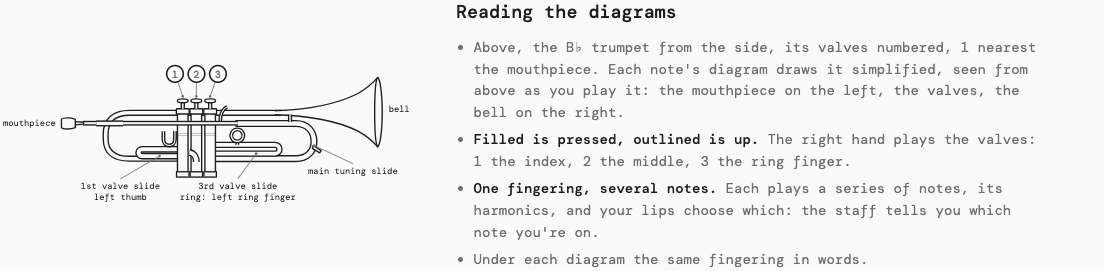 1 2 3
mouthpiece
bell
1st valve slide
left thumb
3rd valve slide
ring: left ring finger
main tuning slide
Reading the diagrams
• Above, the B♭ trumpet from the side, its valves numbered, 1 nearest
the mouthpiece. Each note's diagram draws it simplified, seen from
above as you play it: the mouthpiece on the left, the valves, the
bell on the right.
• Filled is pressed, outlined is up. The right hand plays the valves:
1 the index, 2 the middle, 3 the ring finger.
• One fingering, several notes. Each plays a series of notes, its
harmonics, and your lips choose which: the staff tells you which
note you're on.
• Under each diagram the same fingering in words.